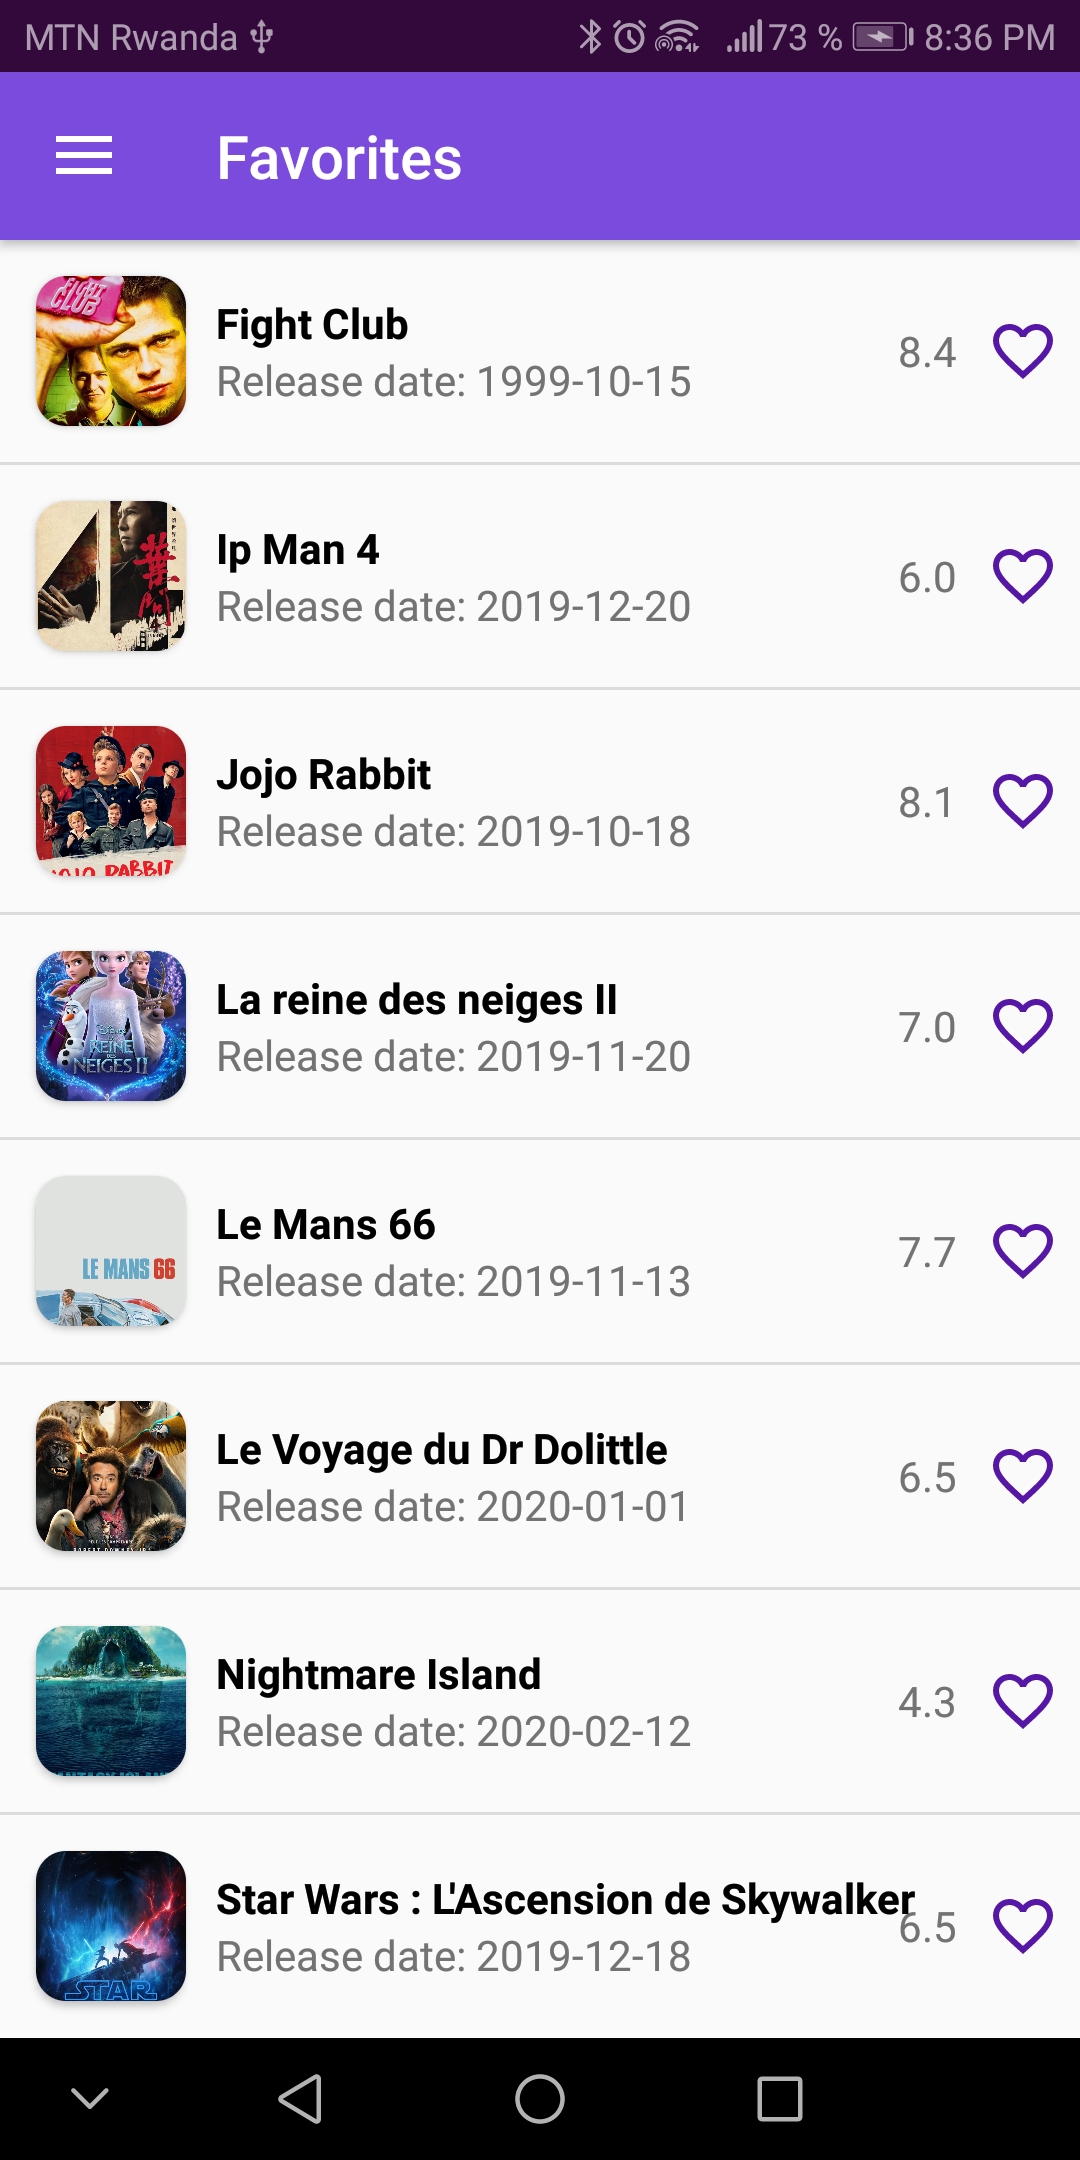 MTN Rwanda 73 % 8:36 PM
Favorites
FIGHT
CLUB
Fight Club
Release date: 1999-10-15
8.4
Ip Man 4
Release date: 2019-12-20
6.0
JOJO RABBIT
Jojo Rabbit
Release date: 2019-10-18
8.1
REINE
DES
NEIGES II
La reine des neiges II
Release date: 2019-11-20
7.0
LE MANS 66
Le Mans 66
Release date: 2019-11-13
7.7
Le Voyage du Dr Dolittle
Release date: 2020-01-01
6.5
Nightmare Island
Release date: 2020-02-12
4.3
STAR
Star Wars : L'Ascension de Skywalker
Release date: 2019-12-18
6.5